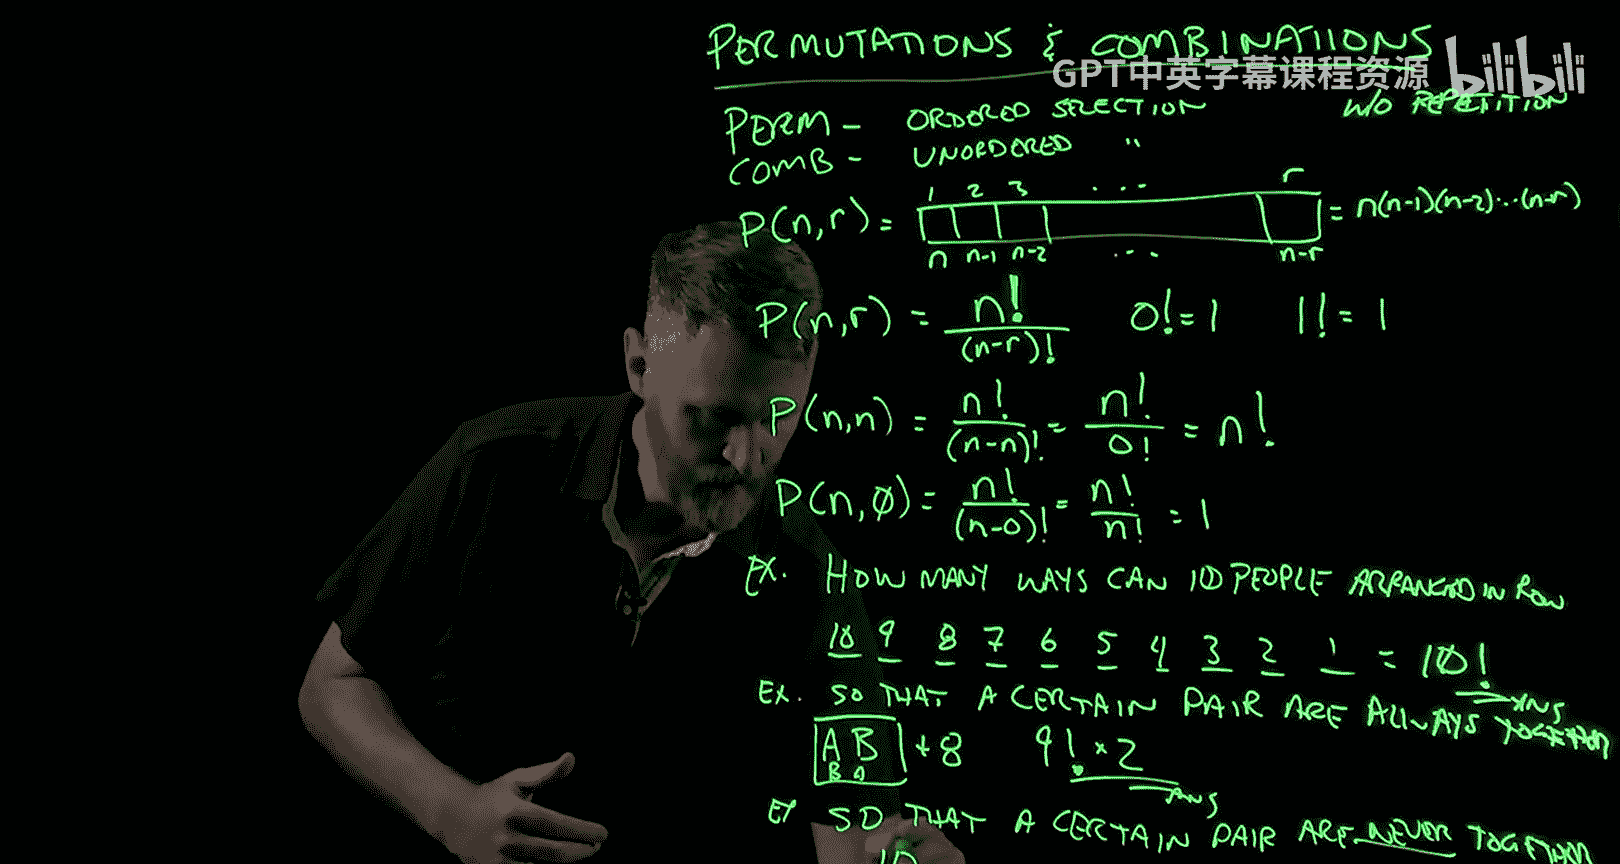 PERMUTATIONS & COMBINATIONS
GPT中英字幕课程资源 bilibili
PERM - ORDERED SELECTION W/O REPETITION
COMB - UNORDERED "
1 2 3 ... r
P(n,r) = = n(n-1)(n-2)...(n-r)
n n-1 n-2 ... n-r
P(n,r) = n!/(n-r)! 0! = 1 1! = 1
P(n,n) = n!/(n-n)! = n!/0! = n!
P(n,0) = n!/(n-0)! = n!/n! = 1
EX. HOW MANY WAYS CAN 10 PEOPLE ARRANGED IN ROW
10 9 8 7 6 5 4 3 2 1 = 10!
ANS
EX. SO THAT A CERTAIN PAIR ARE ALWAYS TOGETHER
AB + 8 9! × 2
BA
ANS
EX SO THAT A CERTAIN PAIR ARE NEVER TOGETHER
10